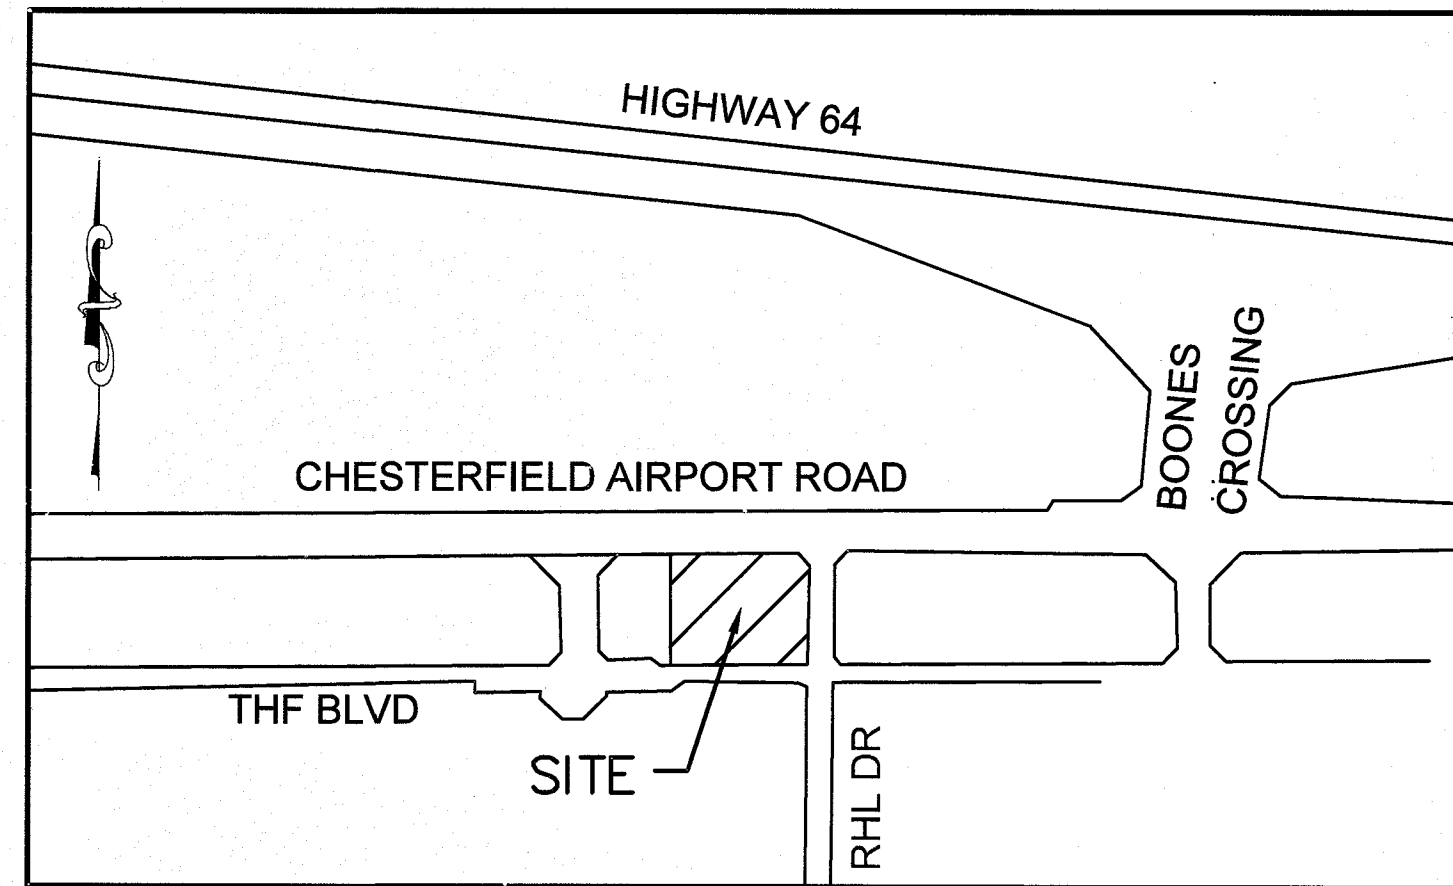 HIGHWAY 64
BOONES
CROSSING
CHESTERFIELD AIRPORT ROAD
THF BLVD
SITE
RHL DR